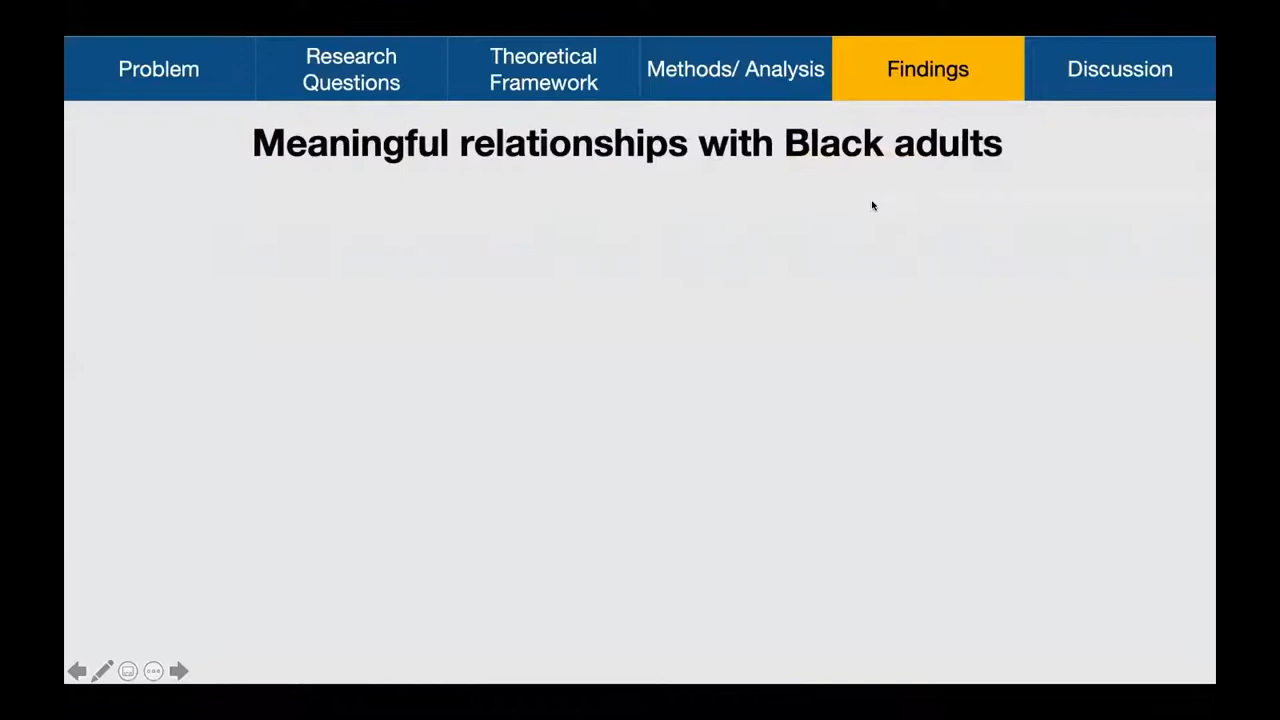 Problem
Research
Questions
Theoretical
Framework
Methods/ Analysis
Findings
Discussion
Meaningful relationships with Black adults